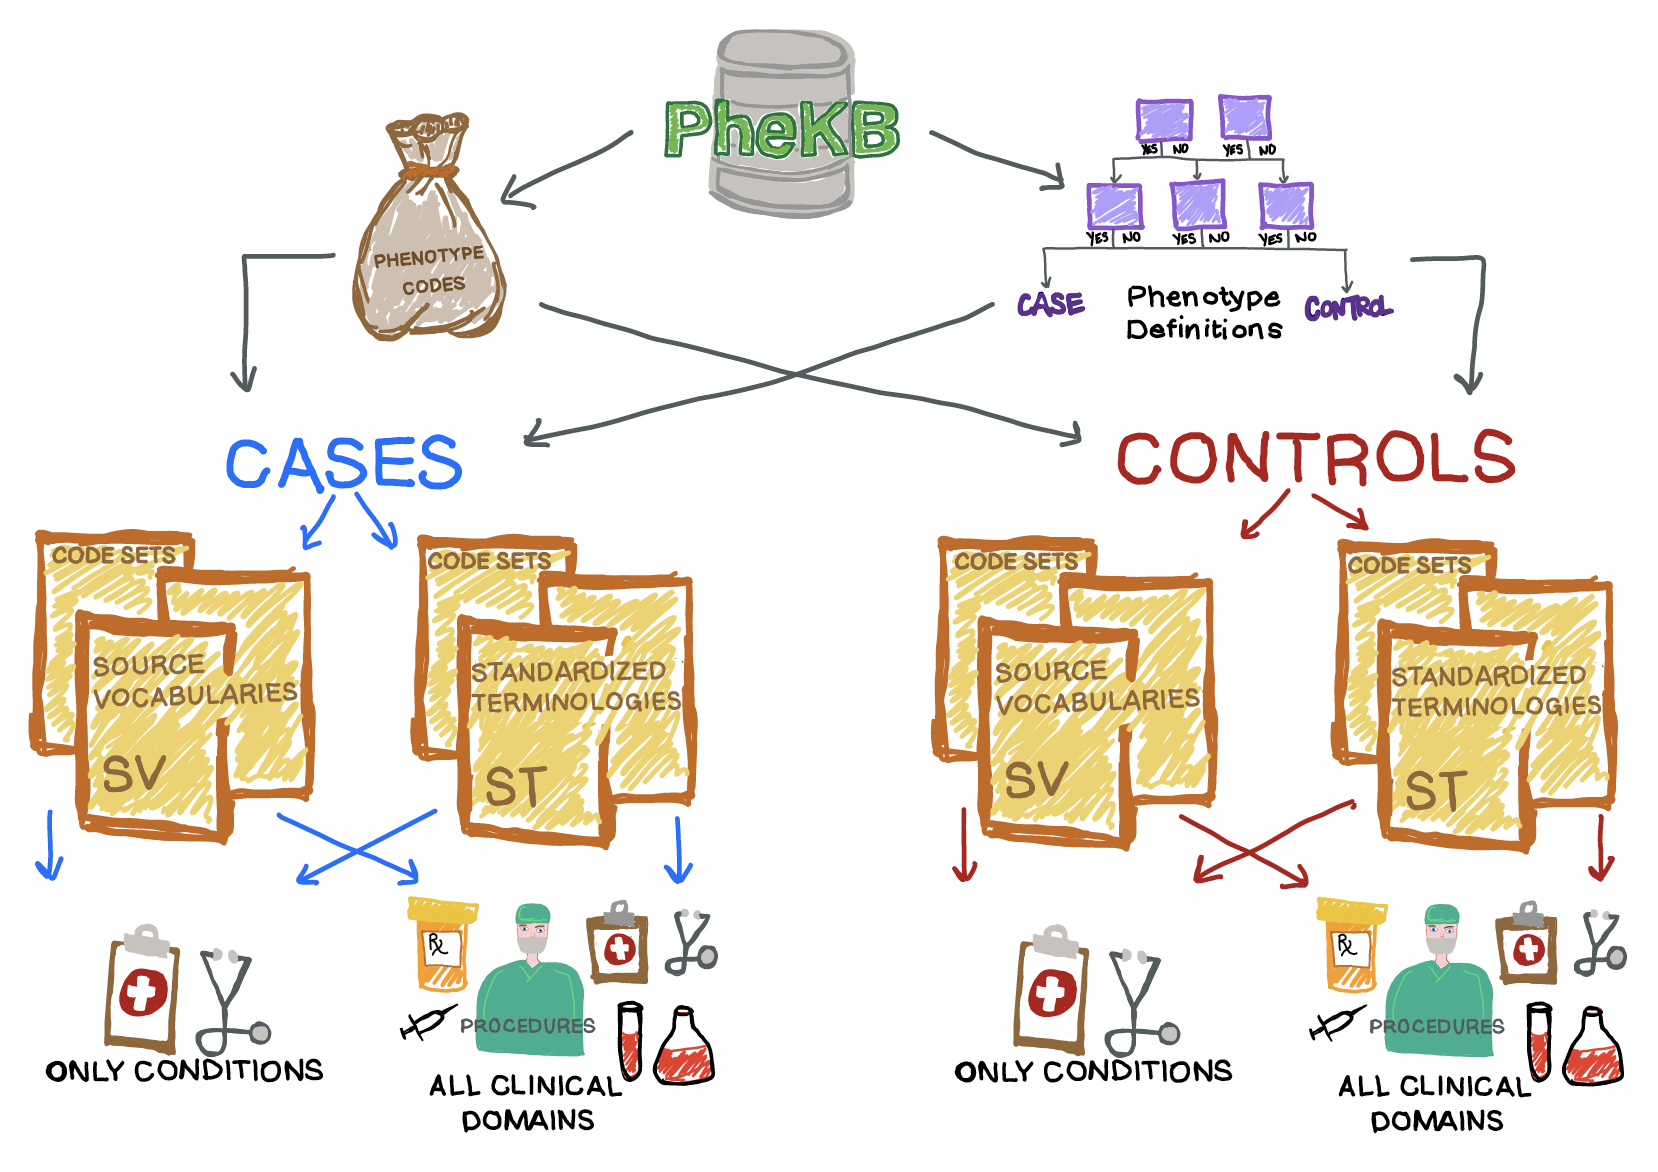 PheKB
YES NO YES NO
YES NO YES NO YES NO
PHENOTYPE
CODES
CASE
Phenotype
Definitions
CONTROL
CASES
CONTROLS
CODE SETS
SOURCE
VOCABULARIES
SV
CODE SETS
STANDARDIZED
TERMINOLOGIES
ST
CODE SETS
SOURCE
VOCABULARIES
SV
CODE SETS
STANDARDIZED
TERMINOLOGIES
ST
ONLY CONDITIONS
Rx
PROCEDURES
ALL CLINICAL
DOMAINS
ONLY CONDITIONS
Rx
PROCEDURES
ALL CLINICAL
DOMAINS